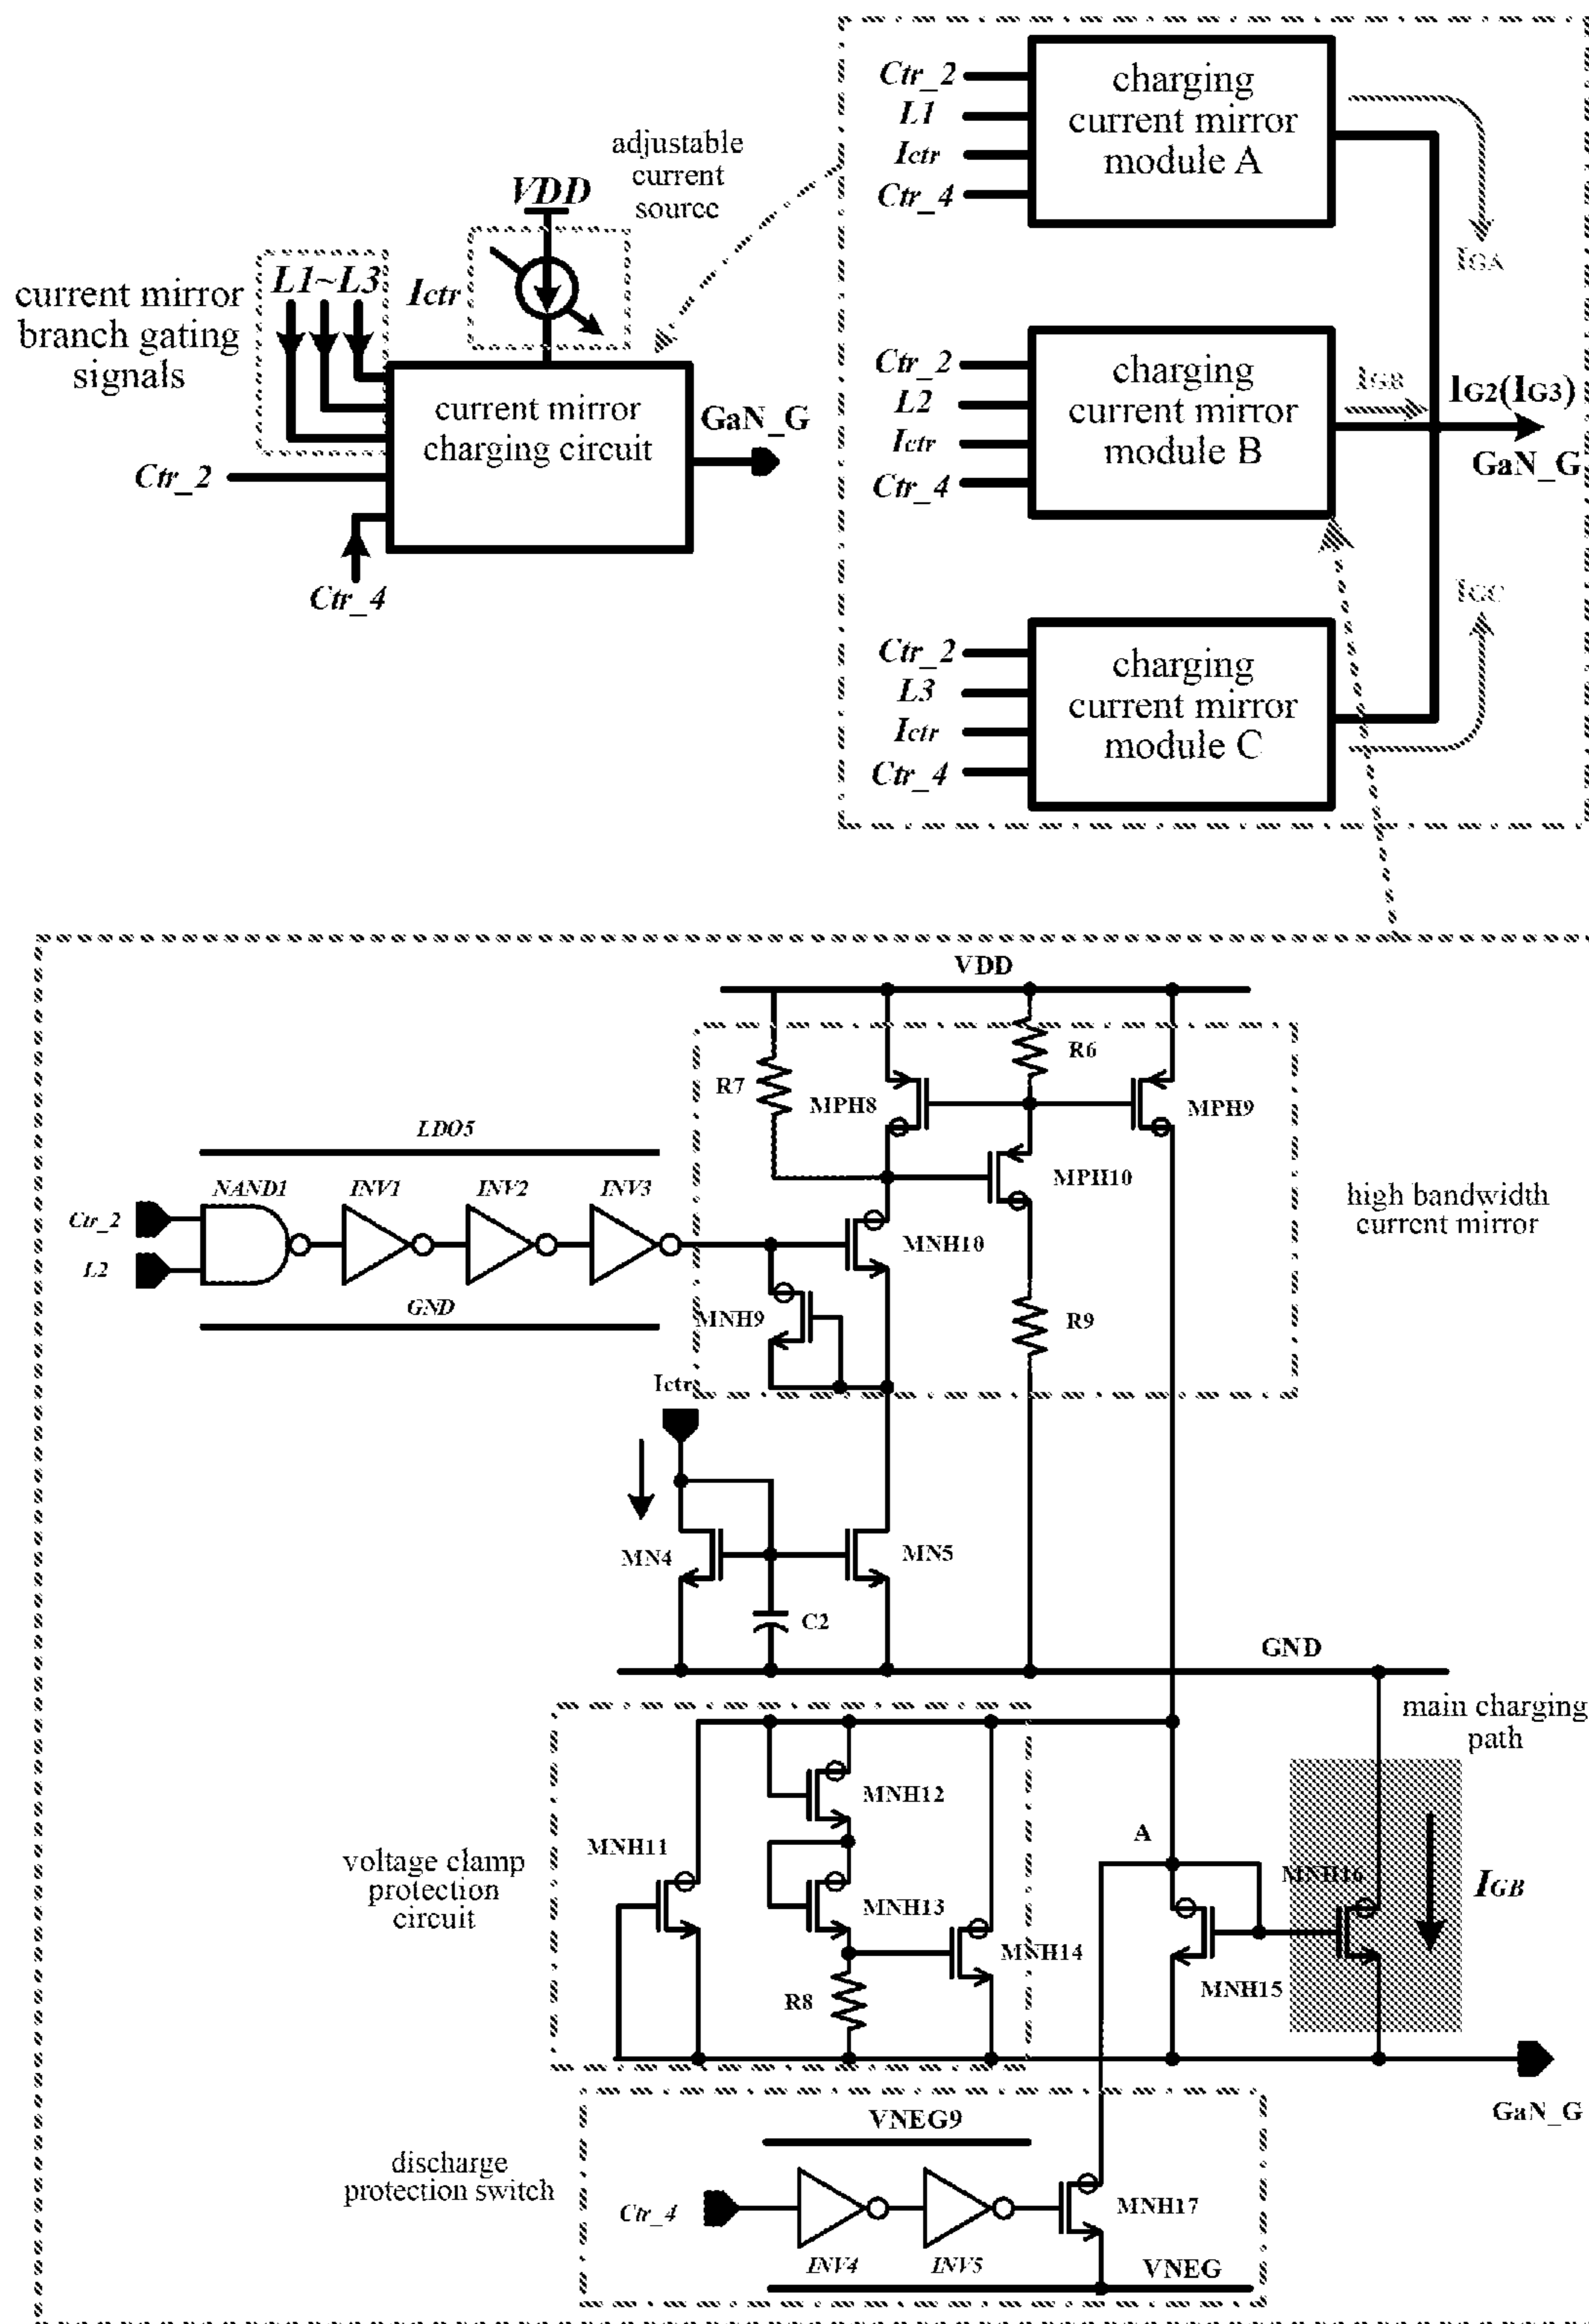 adjustable
current
source
VDD
Ictr
L1~L3
current mirror
branch gating
signals
current mirror
charging circuit
GaN_G
Ctr_2
Ctr_4
Ctr_2
L1
Ictr
Ctr_4
charging
current mirror
module A
IGA
Ctr_2
L2
Ictr
Ctr_4
charging
current mirror
module B
IGB
IG2(IG3)
GaN_G
IGC
Ctr_2
L3
Ictr
Ctr_4
charging
current mirror
module C
VDD
R6
R7
MPH8
MPH9
LDO5
NAND1
INV1
INV2
INV3
MPH10
high bandwidth
current mirror
Ctr_2
L2
MNH10
GND
MNH9
R9
Ictr
MN4
MN5
C2
GND
main charging
path
MNH12
A
MNH11
voltage clamp
protection
circuit
MNH16
IGB
MNH13
MNH14
R8
MNH15
GaN_G
VNEG9
discharge
protection switch
Ctr_4
MNH17
INV4
INV5
VNEG